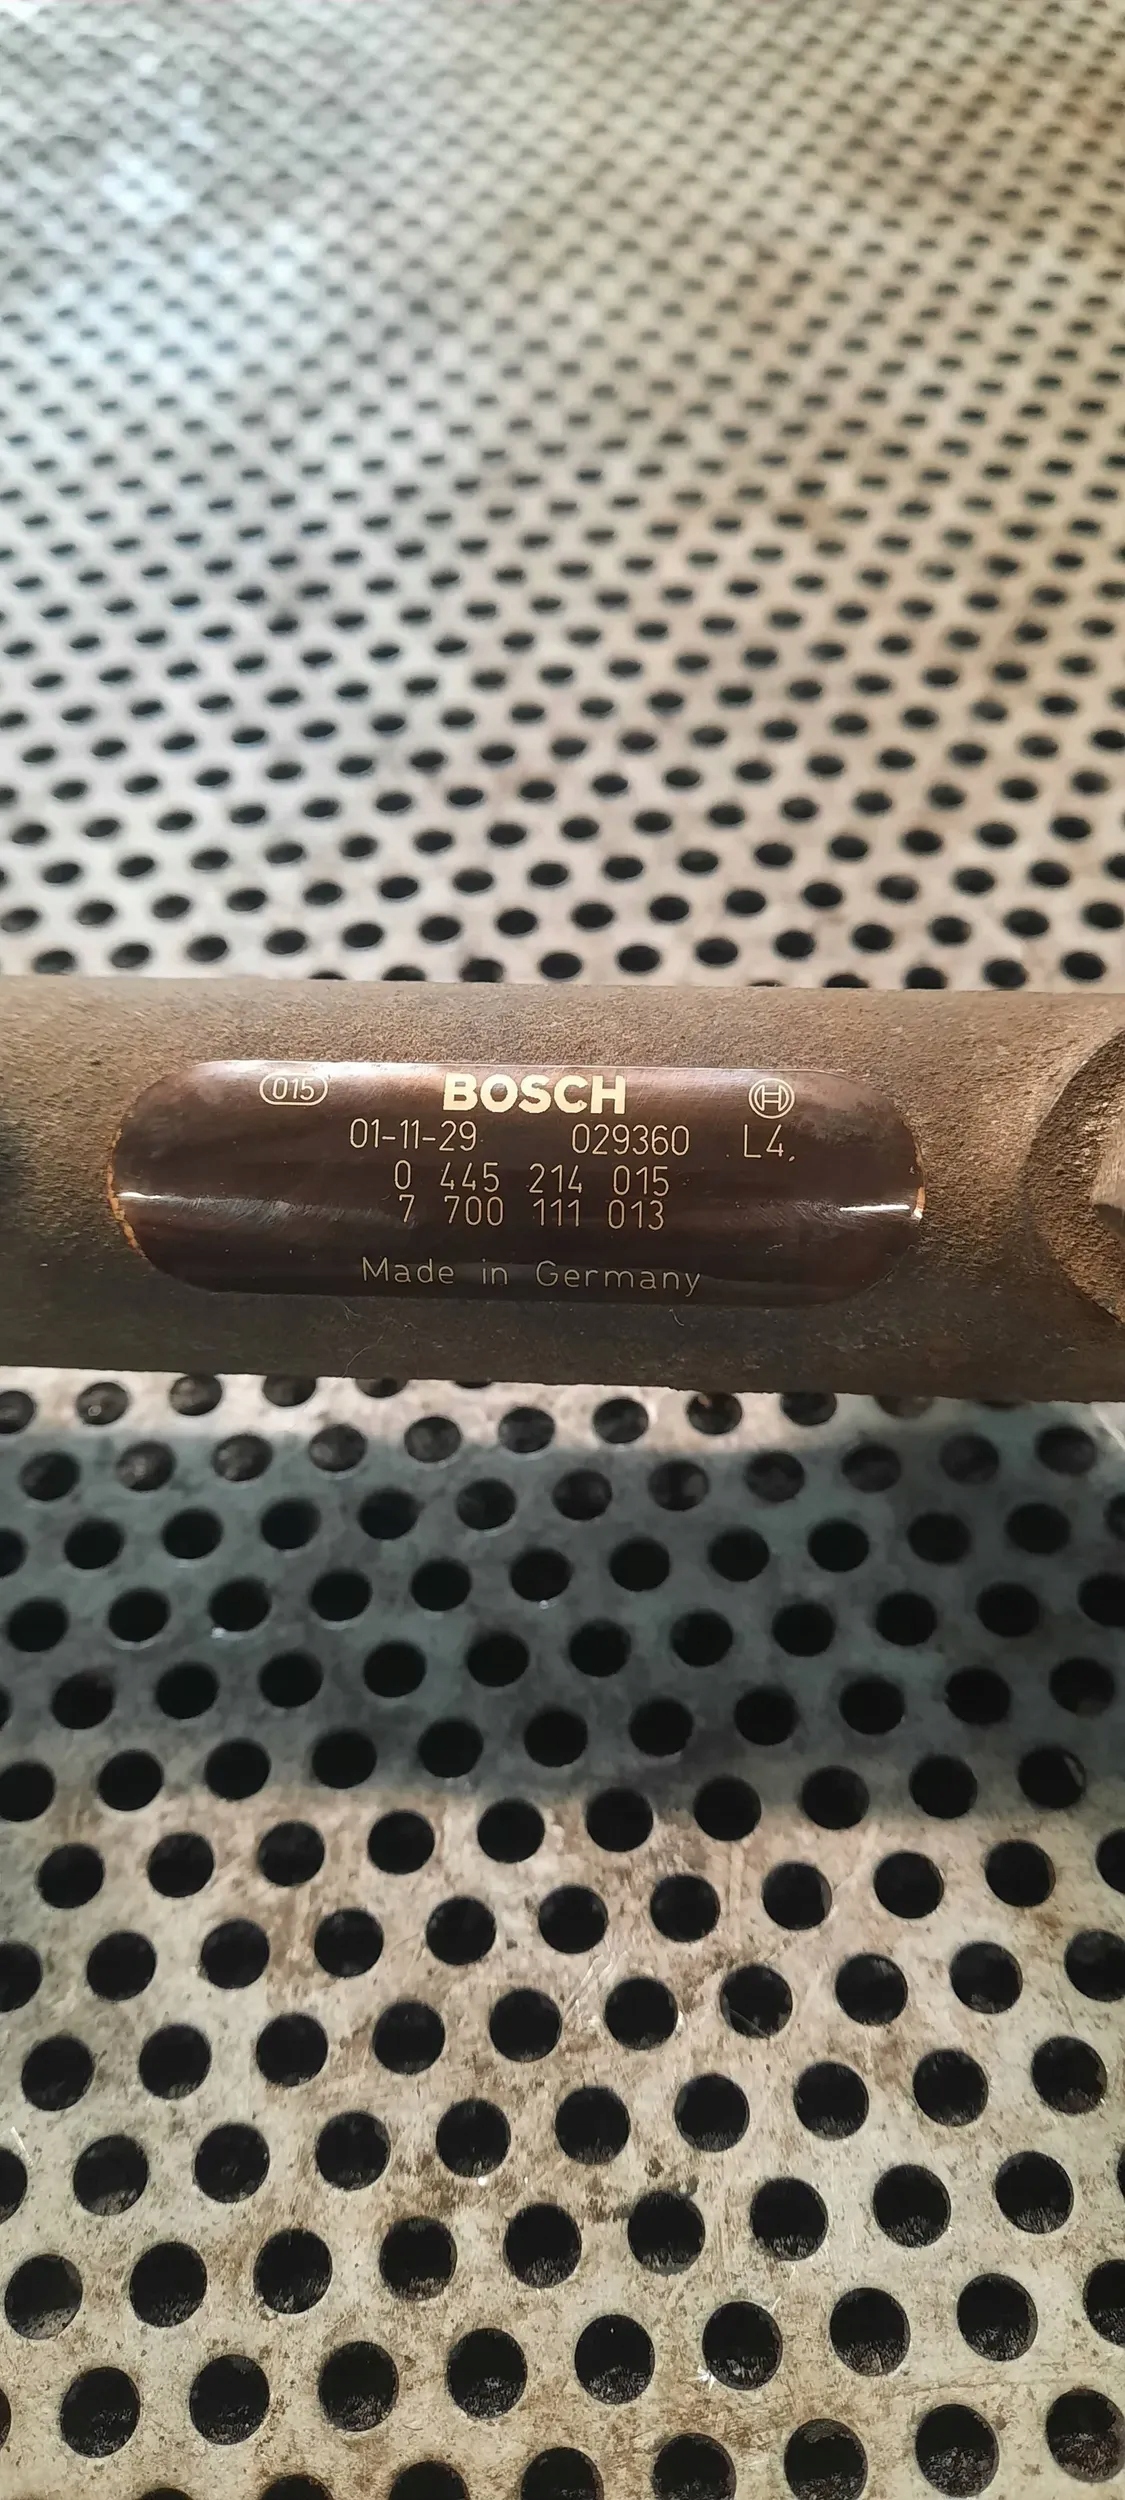 015 BOSCH
01-11-29 029360 L4.
0 445 214 015
7 700 111 013
Made in Germany